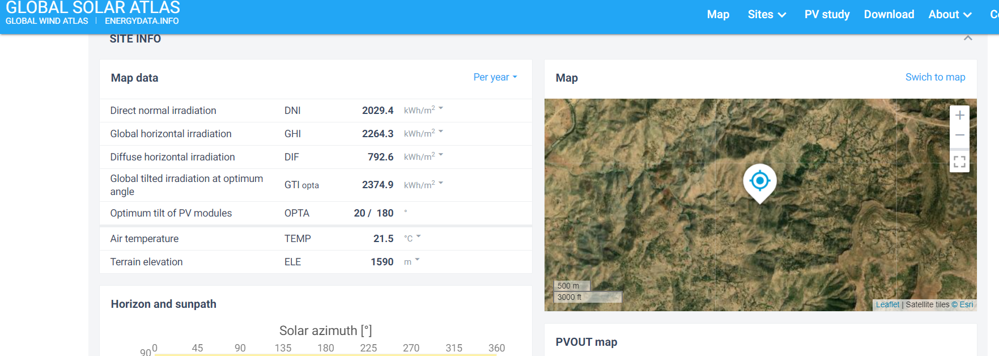 GLOBAL SOLAR ATLAS
GLOBAL WIND ATLAS | ENERGYDATA.INFO
Map Sites PV study Download About
SITE INFO
Map data Per year
Direct normal irradiation DNI 2029.4 kWh/m²
Global horizontal irradiation GHI 2264.3 kWh/m²
Diffuse horizontal irradiation DIF 792.6 kWh/m²
Global tilted irradiation at optimum
angle GTI opta 2374.9 kWh/m²
Optimum tilt of PV modules OPTA 20 / 180 °
Air temperature TEMP 21.5 °C
Terrain elevation ELE 1590 m
Horizon and sunpath
Solar azimuth [°]
0 45 90 135 180 225 270 315 360
90
Map Swich to map
+
−
500 m
3000 ft
Leaflet | Satellite tiles © Esri
PVOUT map